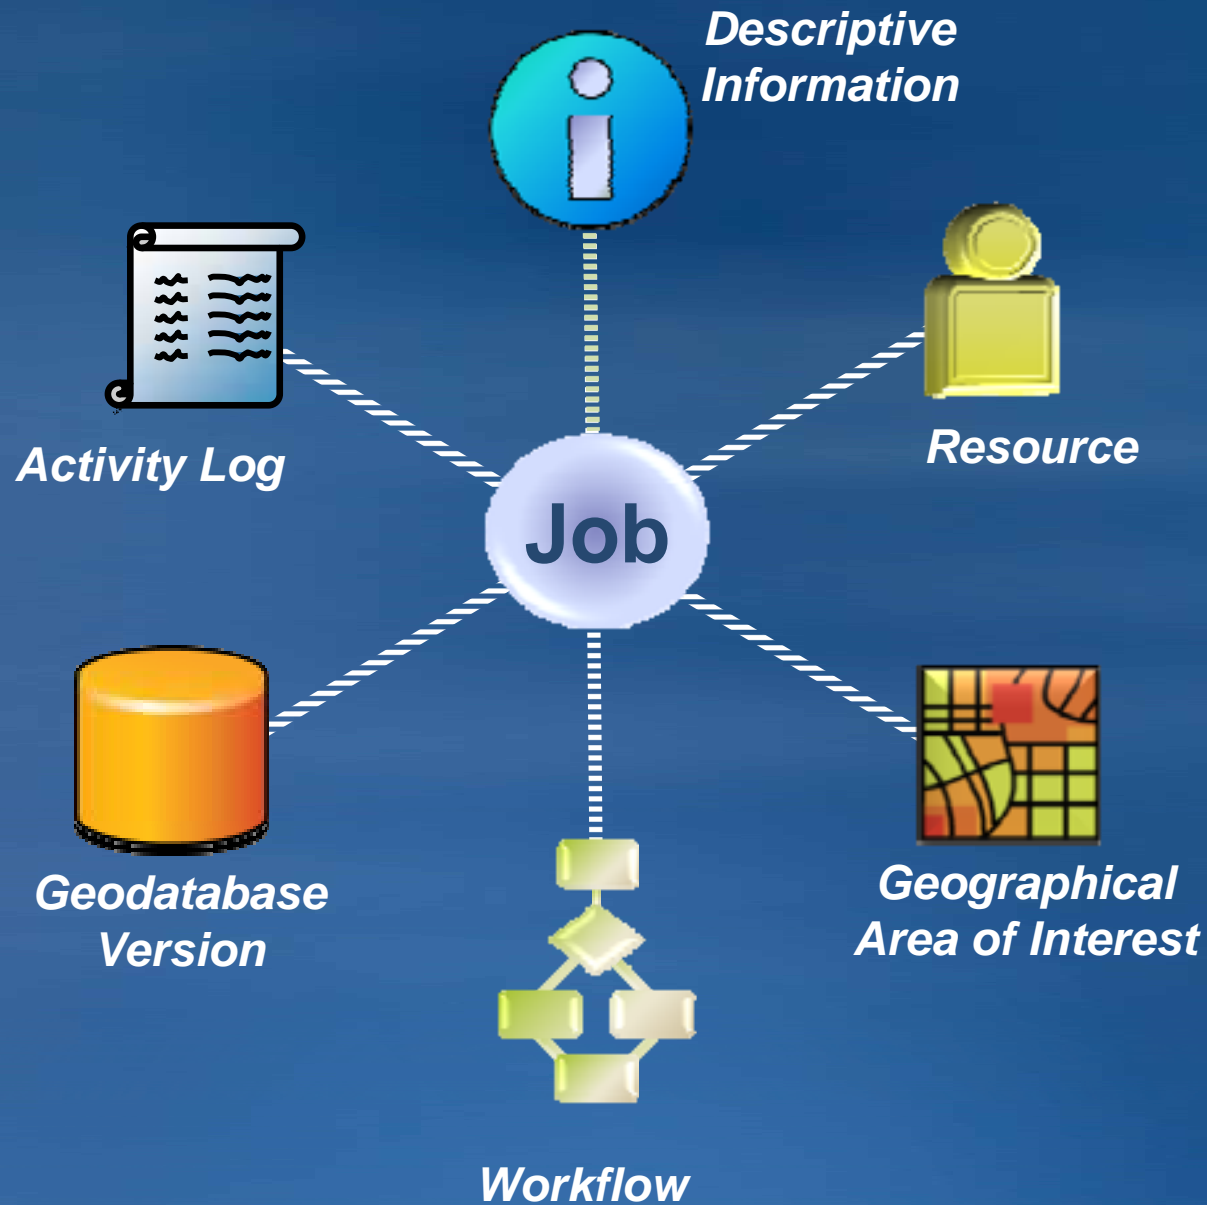 Descriptive
Information
Activity Log
Resource
Job
Geodatabase
Version
Geographical
Area of Interest
Workflow